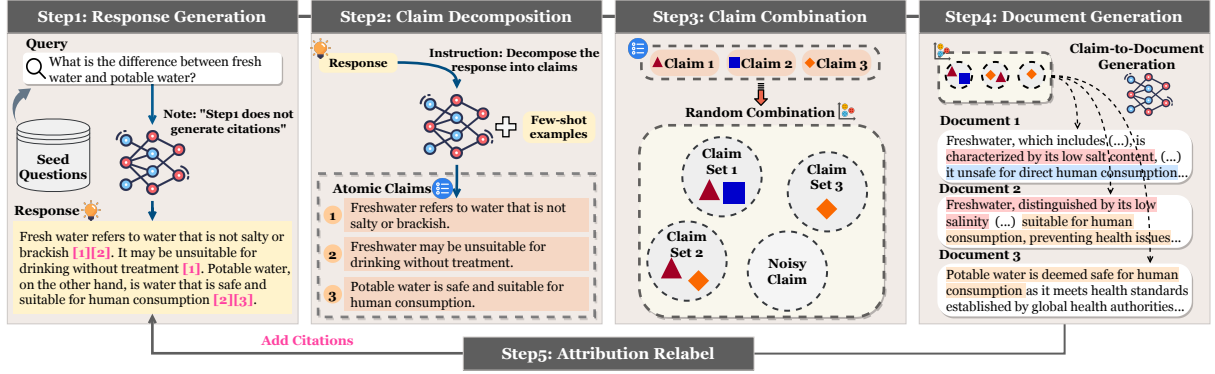 Step1: Response Generation
Query
What is the difference between fresh
water and potable water?
Note: "Step1 does not
generate citations"
Seed
Questions
Response
Fresh water refers to water that is not salty or
brackish [1][2]. It may be unsuitable for
drinking without treatment [1]. Potable water,
on the other hand, is water that is safe and
suitable for human consumption [2][3].
Step2: Claim Decomposition
Response
Instruction: Decompose the
response into claims
Few-shot
examples
Atomic Claims
1 Freshwater refers to water that is not
salty or brackish.
2 Freshwater may be unsuitable for
drinking without treatment.
3 Potable water is safe and suitable for
human consumption.
Step3: Claim Combination
Claim 1 Claim 2 Claim 3
Random Combination
Claim
Set 1
Claim
Set 3
Claim
Set 2
Noisy
Claim
Step4: Document Generation
Claim-to-Document
Generation
Document 1
Freshwater, which includes (...), is
characterized by its low salt content, (...)
it unsafe for direct human consumption...
Document 2
Freshwater, distinguished by its low
salinity (...) suitable for human
consumption, preventing health issues...
Document 3
Potable water is deemed safe for human
consumption as it meets health standards
established by global health authorities...
Add Citations
Step5: Attribution Relabel